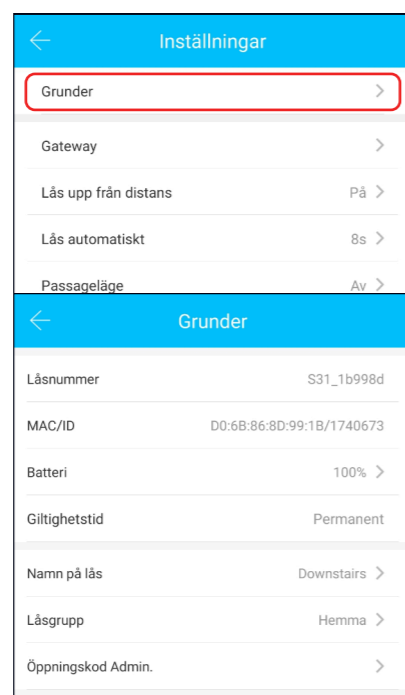 Inställningar
Grunder
Gateway
Lås upp från distans På
Lås automatiskt 8s
Passageläge Av
Grunder
Låsnummer S31_1b998d
MAC/ID D0:6B:86:8D:99:1B/1740673
Batteri 100%
Giltighetstid Permanent
Namn på lås Downstairs
Låsgrupp Hemma
Öppningskod Admin.